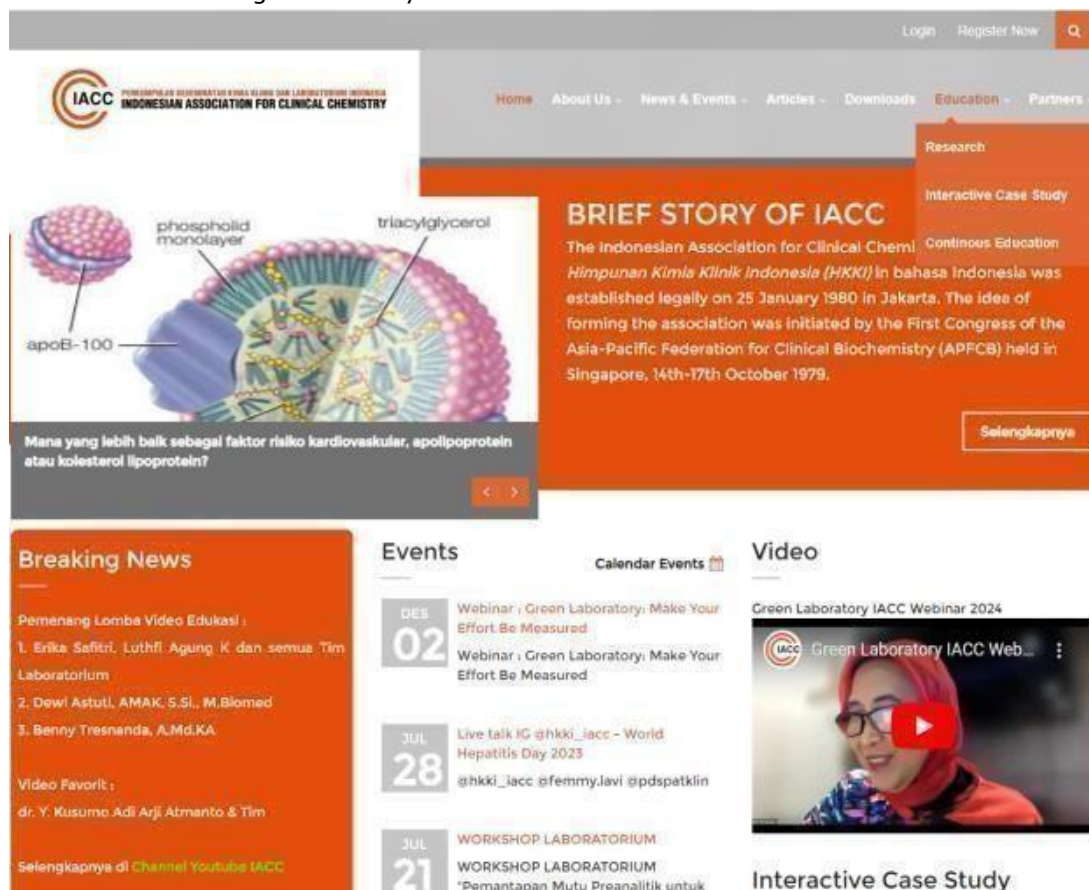 Login Register Now
IACC
PERHIMPUNAN KESEMINATAN KIMIA KLINIK DAN LABORATORIUM INDONESIA
INDONESIAN ASSOCIATION FOR CLINICAL CHEMISTRY
Home About Us News & Events Articles Downloads Education Partners
Research
Interactive Case Study
Continous Education
phospholid
monolayer
triacylglycerol
apoB-100
Mana yang lebih baik sebagai faktor risiko kardiovaskular, apolipoprotein
atau kolesterol lipoprotein?
< >
BRIEF STORY OF IACC
The Indonesian Association for Clinical Chemi
Himpunan Kimia Klinik Indonesia (HKKI) in bahasa Indonesia was
established legally on 25 January 1980 in Jakarta. The idea of
forming the association was initiated by the First Congress of the
Asia-Pacific Federation for Clinical Biochemistry (APFCB) held in
Singapore, 14th-17th October 1979.
Selengkapnya
Breaking News
Pemenang Lomba Video Edukasi :
1. Erika Safitri, Luthfi Agung K dan semua Tim
Laboratorium
2. Dewi Astuti, AMAK, S.Si., M.Biomed
3. Benny Tresnanda, A.Md.KA
Video Favorit :
dr. Y. Kusumo Adi Arji Atmanto & Tim
Selengkapnya di Channel Youtube IACC
Events
Calendar Events
DES
02
Webinar : Green Laboratory: Make Your
Effort Be Measured
Webinar : Green Laboratory: Make Your
Effort Be Measured
JUL
28
Live talk IG @hkki_iacc – World
Hepatitis Day 2023
@hkki_iacc @femmy.lavi @pdspatklin
JUL
21
WORKSHOP LABORATORIUM
WORKSHOP LABORATORIUM
"Pemantapan Mutu Preanalitik untuk
Video
Green Laboratory IACC Webinar 2024
IACC
Green Laboratory IACC Web...
Interactive Case Study